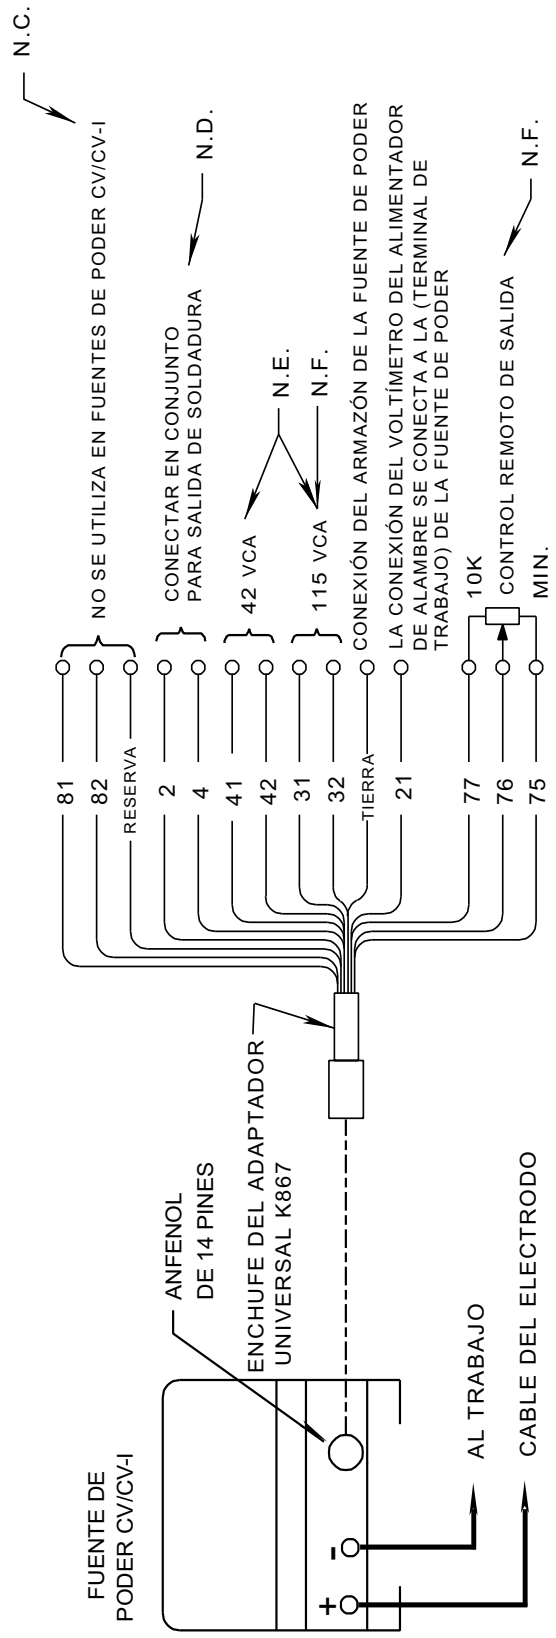 FUENTE DE
PODER CV/CV-I
ANFENOL
DE 14 PINES
ENCHUFE DEL ADAPTADOR
UNIVERSAL K867
+
-
AL TRABAJO
CABLE DEL ELECTRODO
81
82
RESERVA
2
4
41
42
31
32
TIERRA
21
77
76
75
N.C.
NO SE UTILIZA EN FUENTES DE PODER CV/CV-I
CONECTAR EN CONJUNTO
PARA SALIDA DE SOLDADURA
N.D.
42 VCA
N.E.
115 VCA
N.F.
CONEXIÓN DEL ARMAZÓN DE LA FUENTE DE PODER
LA CONEXIÓN DEL VOLTÍMETRO DEL ALIMENTADOR
DE ALAMBRE SE CONECTA A LA (TERMINAL DE
TRABAJO) DE LA FUENTE DE PODER
10K
CONTROL REMOTO DE SALIDA
N.F.
MIN.